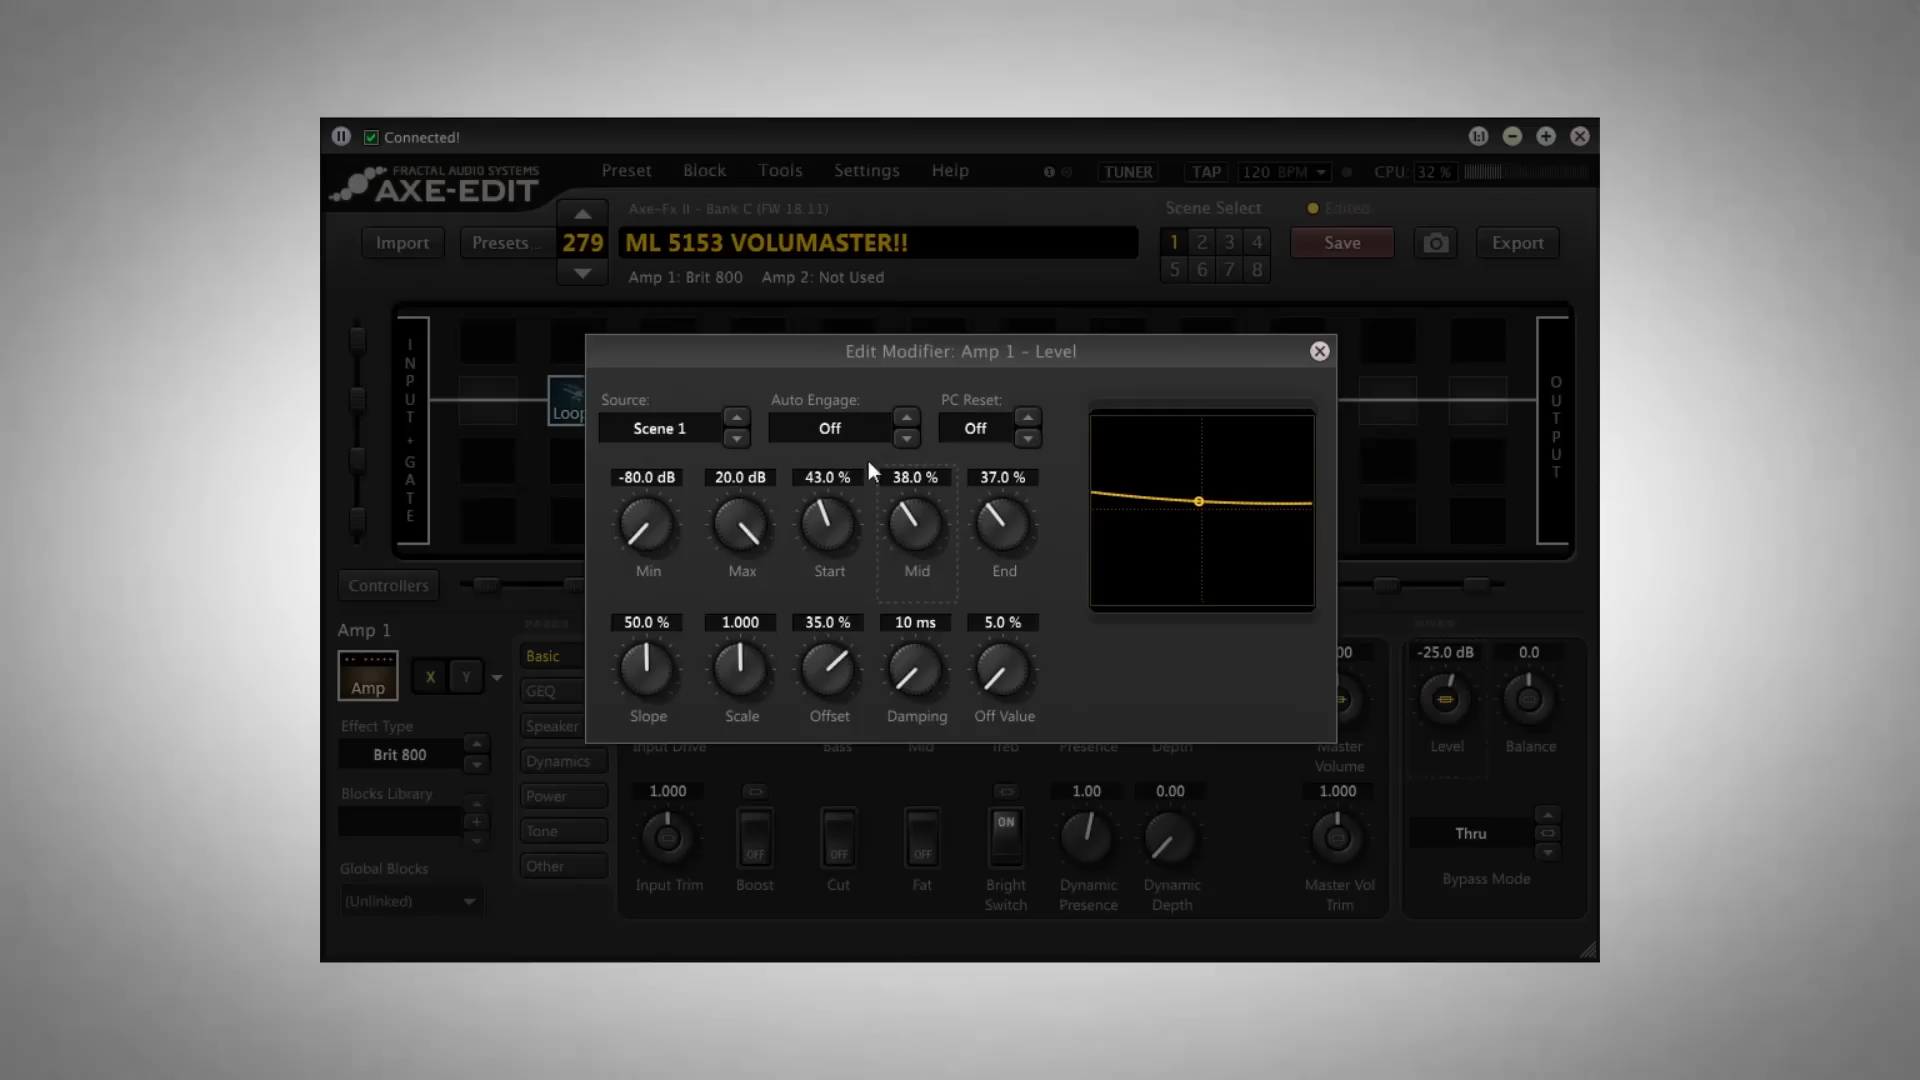 Connected!
FRACTAL AUDIO SYSTEMS
AXE-EDIT
Preset Block Tools Settings Help
TUNER TAP 120 BPM CPU: 32 %
Axe-Fx II - Bank C (FW 18.11)
Scene Select Edited
Import Presets... 279 ML 5153 VOLUMASTER!!
1 2 3 4
Save Export
5 6 7 8
Amp 1: Brit 800 Amp 2: Not Used
INPUT + GATE
Loop
OUTPUT
Edit Modifier: Amp 1 - Level
Source: Auto Engage: PC Reset:
Scene 1 Off Off
-80.0 dB 20.0 dB 43.0 % 38.0 % 37.0 %
Min Max Start Mid End
50.0 % 1.000 35.0 % 10 ms 5.0 %
Slope Scale Offset Damping Off Value
Controllers
Amp 1
Amp
X Y
Effect Type
Brit 800
Blocks Library
Global Blocks
(Unlinked)
Basic
GEQ
Speaker
Dynamics
Power
Tone
Other
Input Drive Bass Mid Treb Presence Depth Master Volume
00 -25.0 dB 0.0
Level Balance
1.000 OFF OFF OFF ON 1.00 0.00 1.000
Input Trim Boost Cut Fat Bright Switch Dynamic Presence Dynamic Depth Master Vol Trim
Thru
Bypass Mode